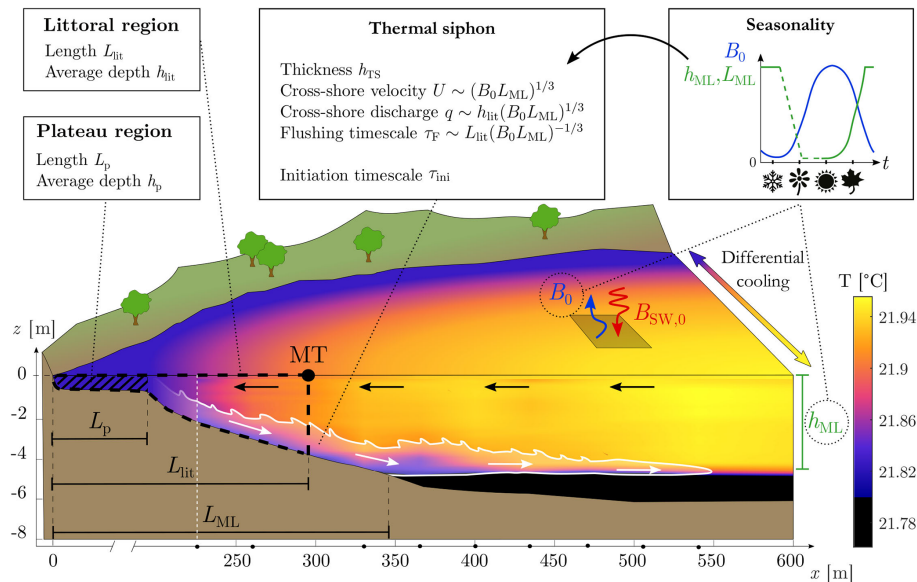 Littoral region
Length L_lit
Average depth h_lit
Plateau region
Length L_p
Average depth h_p
Thermal siphon
Thickness h_TS
Cross-shore velocity U ∼ (B_0 L_ML)^1/3
Cross-shore discharge q ∼ h_lit(B_0 L_ML)^1/3
Flushing timescale τ_F ∼ L_lit(B_0 L_ML)^−1/3
Initiation timescale τ_ini
Seasonality
B_0
h_ML, L_ML
0
t
Differential
cooling
T [°C]
21.94
21.9
21.86
21.82
21.78
B_0
B_SW,0
z [m]
MT
0
-2
-4
-6
-8
h_ML
L_p
L_lit
L_ML
0
250
300
350
400
450
500
550
600
x [m]